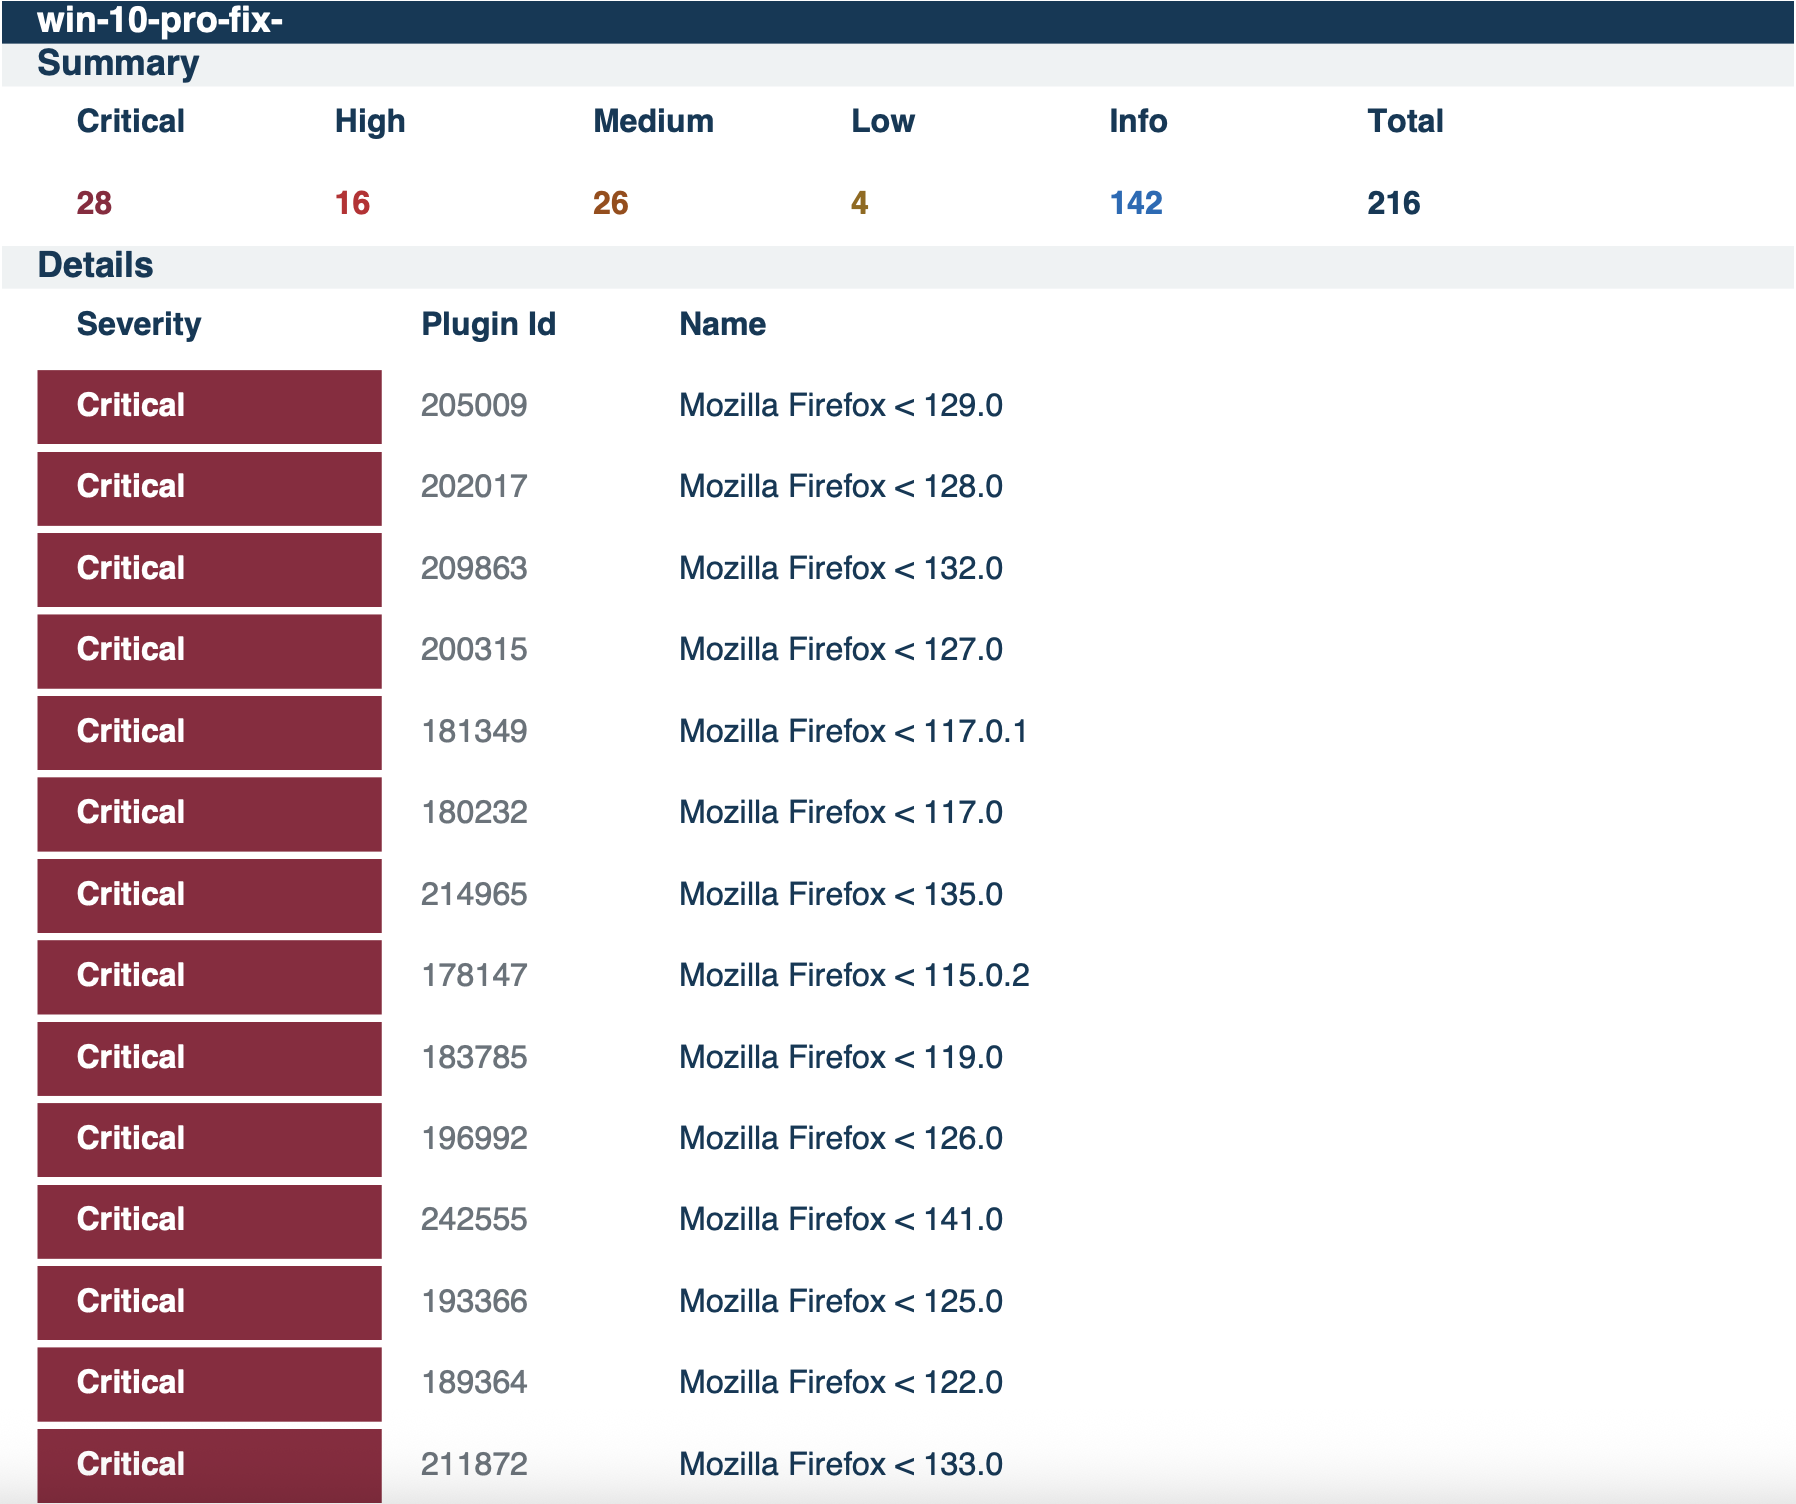 win-10-pro-fix-
Summary
Critical High Medium Low Info Total
28 16 26 4 142 216
Details
Severity Plugin Id Name
Critical 205009 Mozilla Firefox < 129.0
Critical 202017 Mozilla Firefox < 128.0
Critical 209863 Mozilla Firefox < 132.0
Critical 200315 Mozilla Firefox < 127.0
Critical 181349 Mozilla Firefox < 117.0.1
Critical 180232 Mozilla Firefox < 117.0
Critical 214965 Mozilla Firefox < 135.0
Critical 178147 Mozilla Firefox < 115.0.2
Critical 183785 Mozilla Firefox < 119.0
Critical 196992 Mozilla Firefox < 126.0
Critical 242555 Mozilla Firefox < 141.0
Critical 193366 Mozilla Firefox < 125.0
Critical 189364 Mozilla Firefox < 122.0
Critical 211872 Mozilla Firefox < 133.0